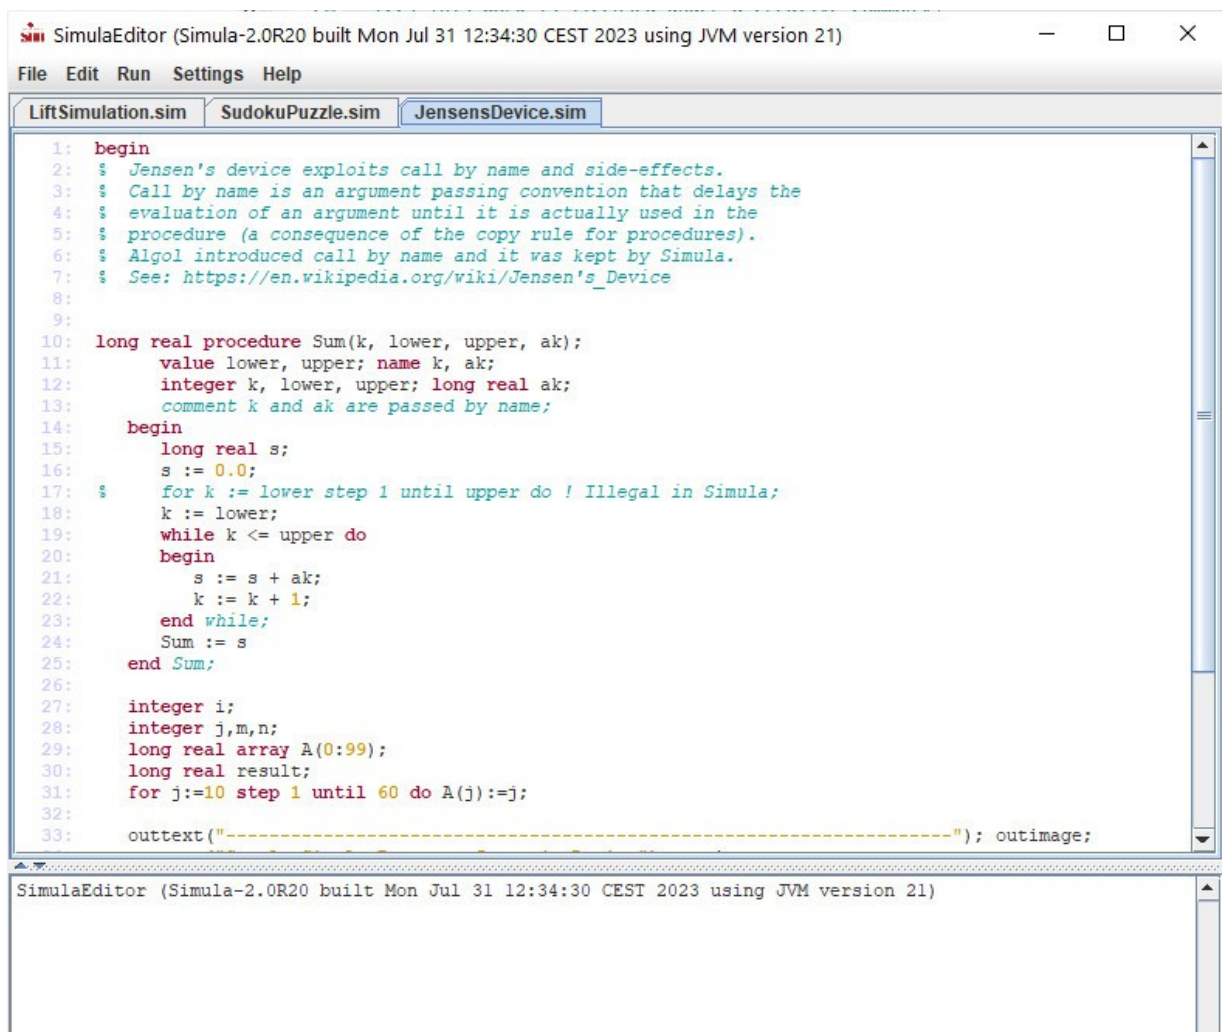 sim SimulaEditor (Simula-2.0R20 built Mon Jul 31 12:34:30 CEST 2023 using JVM version 21)
File Edit Run Settings Help
LiftSimulation.sim SudokuPuzzle.sim JensensDevice.sim
1: begin
2: % Jensen's device exploits call by name and side-effects.
3: % Call by name is an argument passing convention that delays the
4: % evaluation of an argument until it is actually used in the
5: % procedure (a consequence of the copy rule for procedures).
6: % Algol introduced call by name and it was kept by Simula.
7: % See: https://en.wikipedia.org/wiki/Jensen's_Device
8:
9:
10: long real procedure Sum(k, lower, upper, ak);
11: value lower, upper; name k, ak;
12: integer k, lower, upper; long real ak;
13: comment k and ak are passed by name;
14: begin
15: long real s;
16: s := 0.0;
17: % for k := lower step 1 until upper do ! Illegal in Simula;
18: k := lower;
19: while k <= upper do
20: begin
21: s := s + ak;
22: k := k + 1;
23: end while;
24: Sum := s
25: end Sum;
26:
27: integer i;
28: integer j,m,n;
29: long real array A(0:99);
30: long real result;
31: for j:=10 step 1 until 60 do A(j):=j;
32:
33: outtext("-------------------------------------------------------------------"); outimage;
SimulaEditor (Simula-2.0R20 built Mon Jul 31 12:34:30 CEST 2023 using JVM version 21)